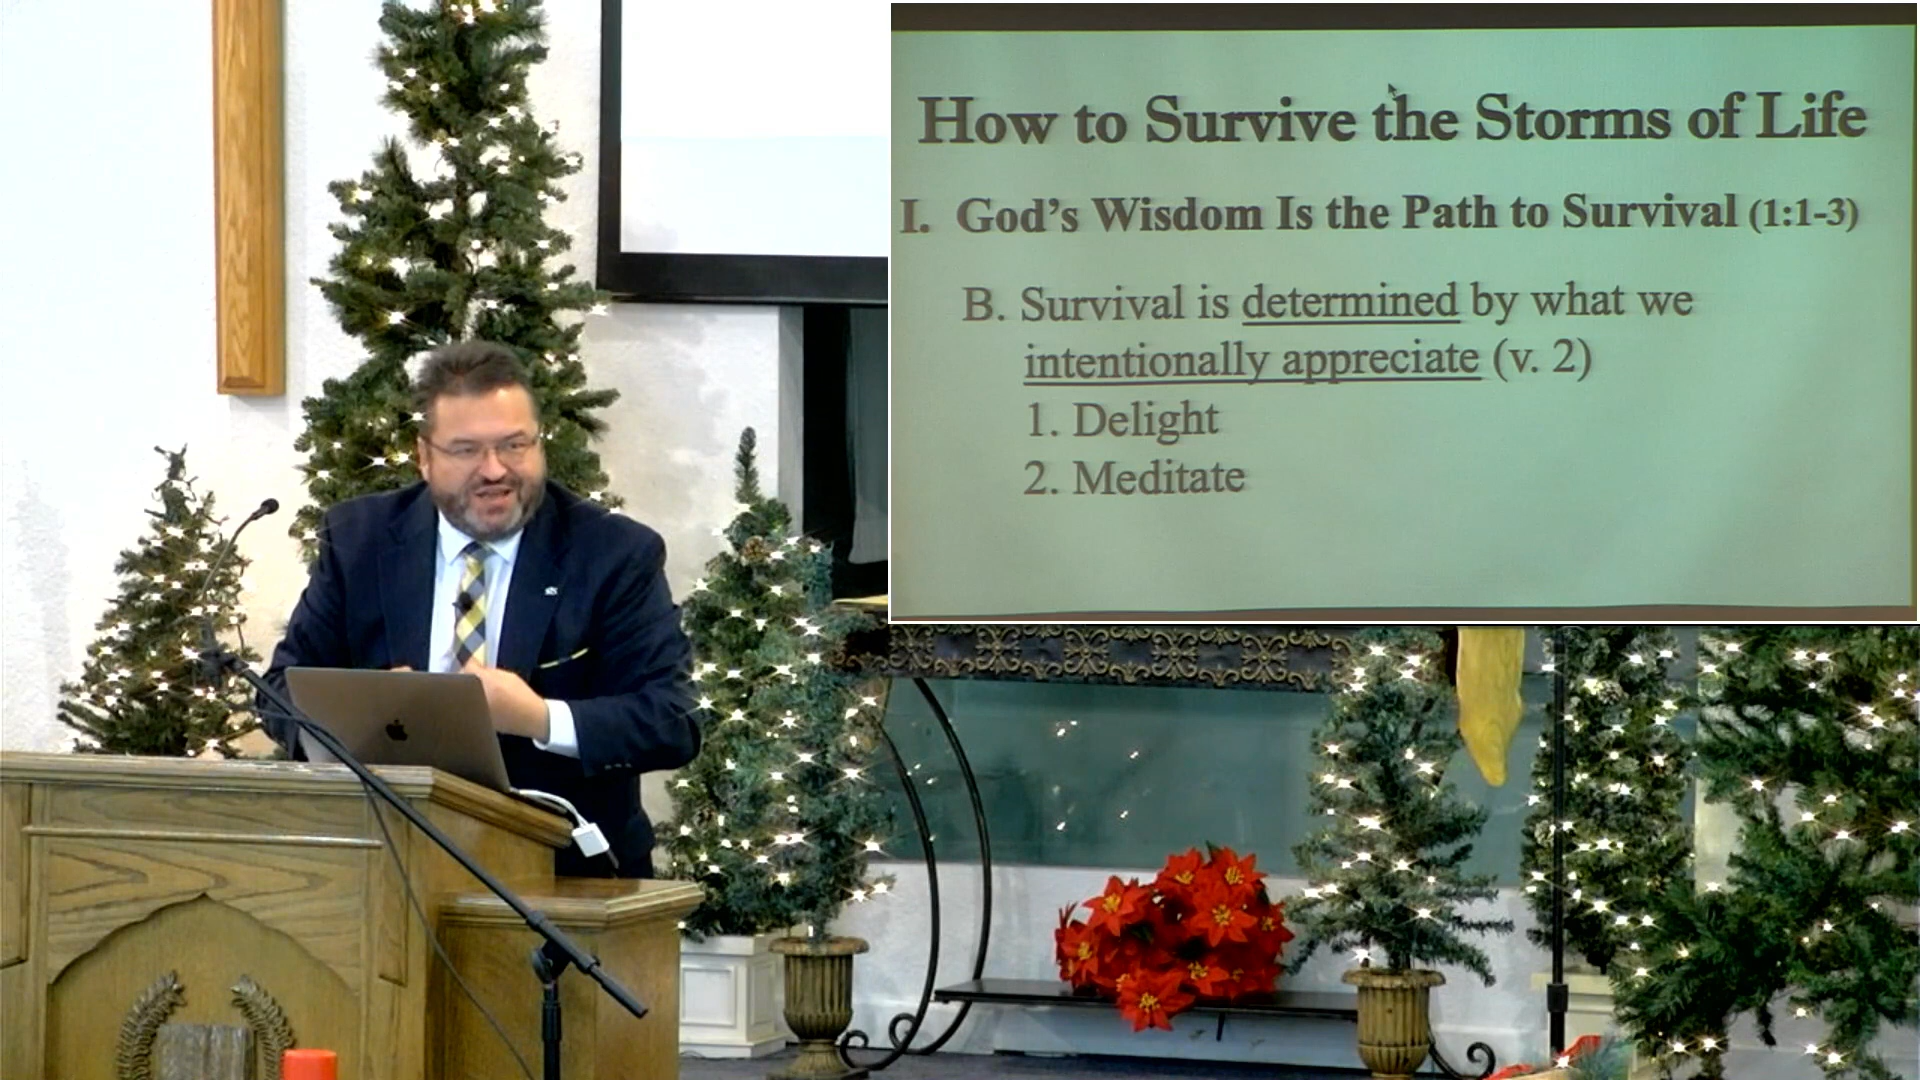 How to Survive the Storms of Life
I. God’s Wisdom Is the Path to Survival (1:1-3)
B. Survival is determined by what we
intentionally appreciate (v. 2)
1. Delight
2. Meditate